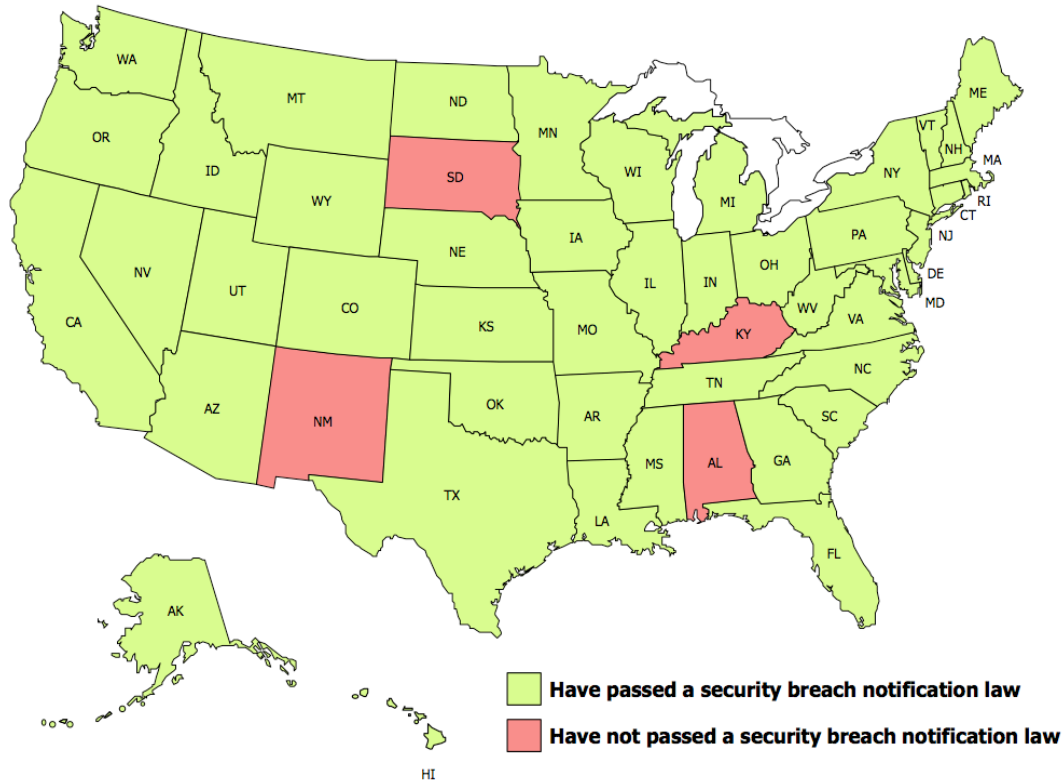 WA
MT
ND
MN
ME
VT
NH
OR
ID
SD
WI
NY
MA
WY
MI
RI
CT
NV
NE
IA
PA
NJ
UT
CO
IL
IN
OH
DE
CA
KS
MO
WV
VA
MD
KY
AZ
NM
OK
AR
TN
NC
SC
TX
MS
AL
GA
LA
FL
AK
HI
Have passed a security breach notification law
Have not passed a security breach notification law